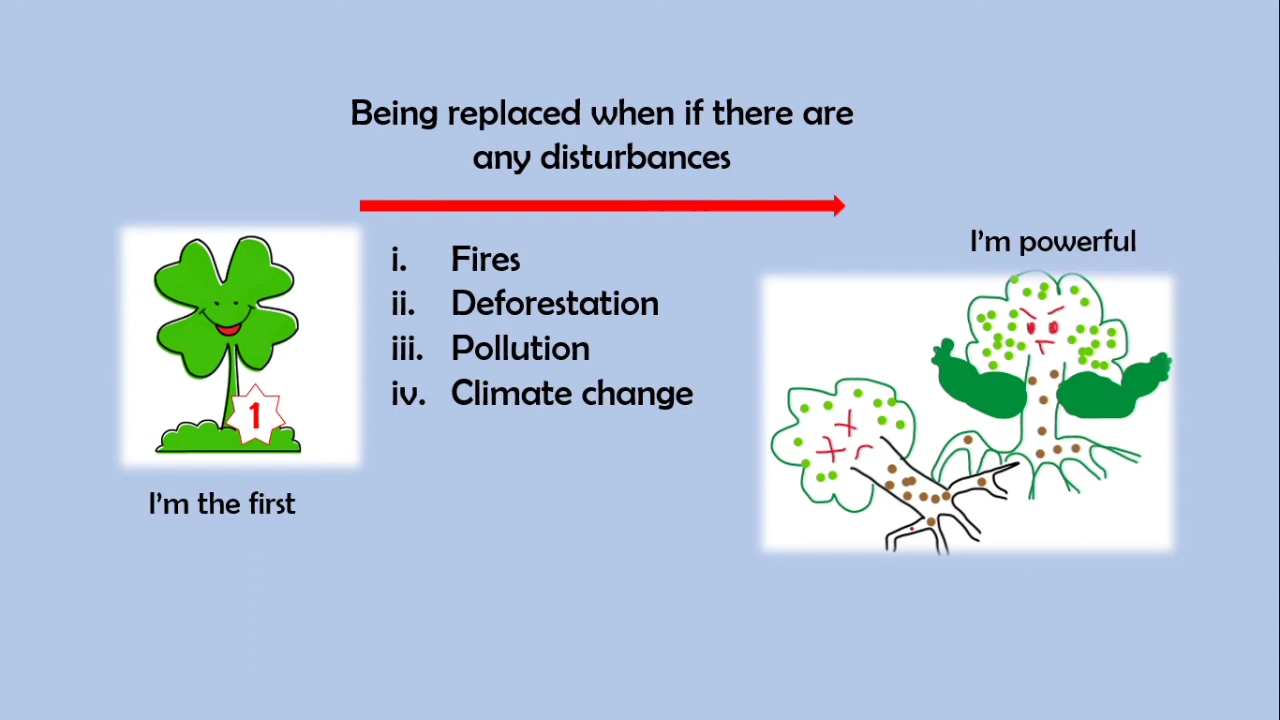 Being replaced when if there are
any disturbances
I'm powerful
i. Fires
ii. Deforestation
iii. Pollution
iv. Climate change
1
I'm the first